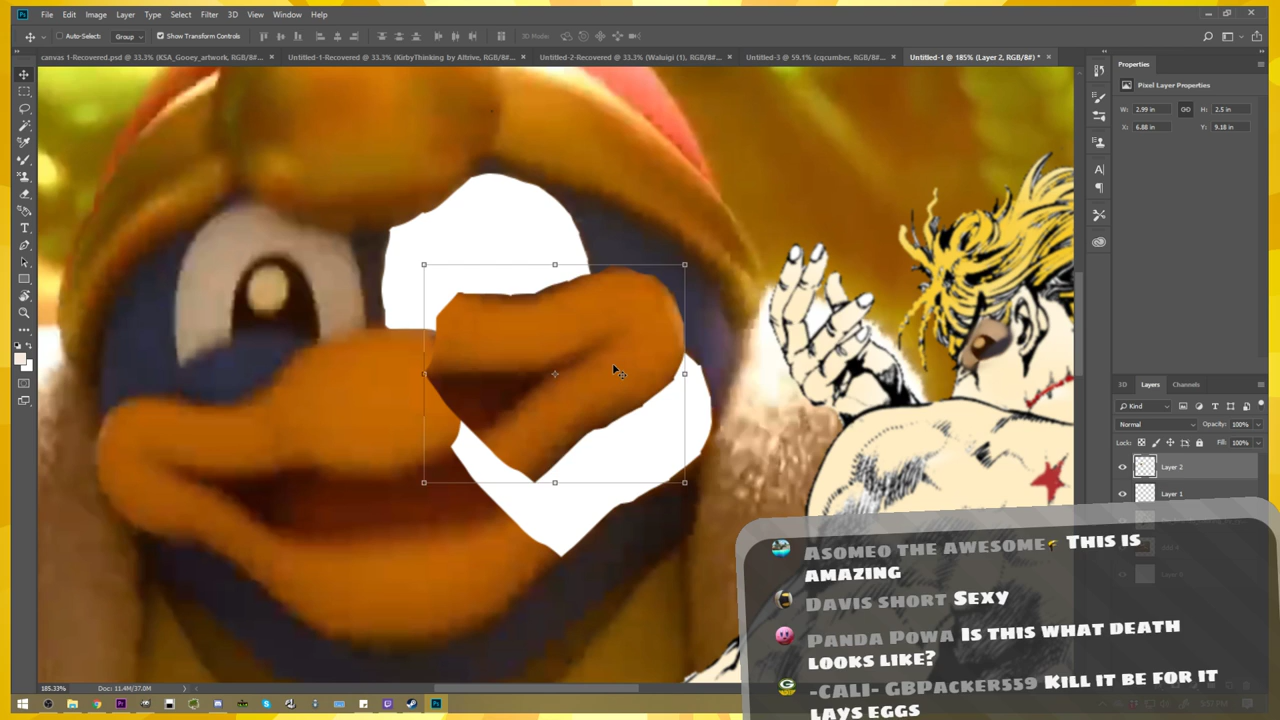 Ps File Edit Image Layer Type Select Filter 3D View Window Help
Auto-Select: Group Show Transform Controls 3D Mode:
canvas 1-Recovered.psd @ 33.3% (KSA_Gooey_artwork, RGB/8#... × Untitled-1-Recovered @ 33.3% (KirbyThinking by Altrive, RGB/8#... × Untitled-2-Recovered @ 33.3% (Waluigi (1), RGB/8#... × Untitled-3 @ 59.1% (cqcumber, RGB/8#... × Untitled-1 @ 185% (Layer 2, RGB/8#) * ×
Properties
Pixel Layer Properties
W: 2.99 in H: 2.5 in
X: 6.88 in Y: 9.18 in
3D Layers Channels
Kind
Normal Opacity: 100%
Lock: Fill: 100%
Layer 2
Layer 1
Asomeo the awesome This is
amazing
Davis short Sexy
Panda Powa Is this what death
looks like?
-Cali- GBPacker559 Kill it be for it
lays eggs
185.33% Doc: 11.4M/37.0M